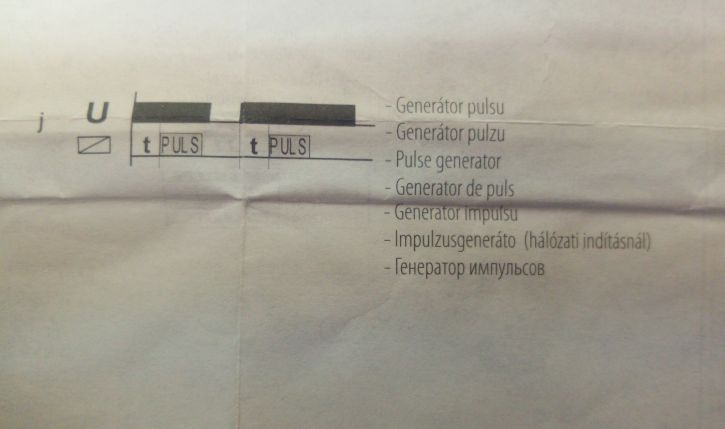 j U
t PULS t PULS
- Generátor pulsu
- Generátor pulzu
- Pulse generator
- Generator de puls
- Generator impulsu
- Impulzusgeneráto (hálózati indításnál)
- Генератор импульсов